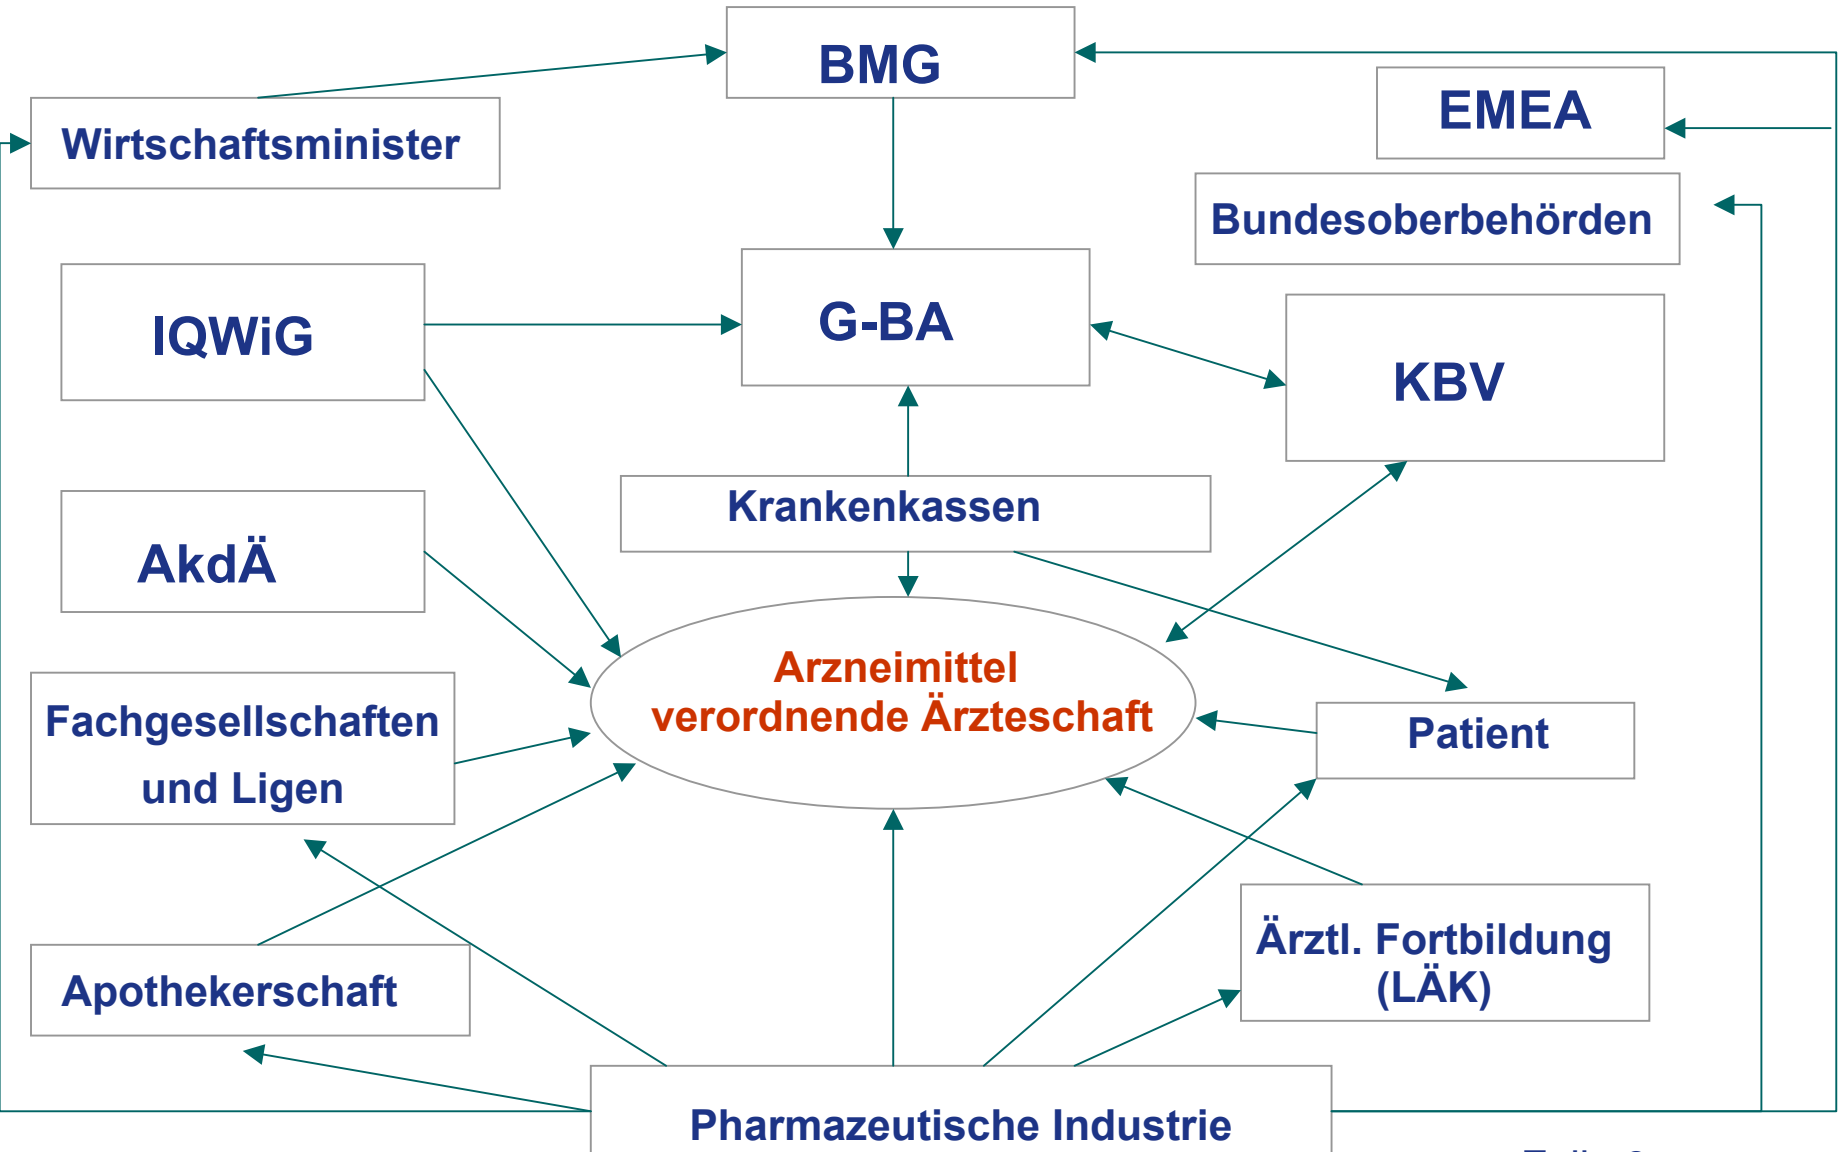 BMG
EMEA
Wirtschaftsminister
Bundesoberbehörden
IQWiG
G-BA
KBV
Krankenkassen
AkdÄ
Arzneimittel
verordnende Ärzteschaft
Fachgesellschaften
und Ligen
Patient
Ärztl. Fortbildung
(LÄK)
Apothekerschaft
Pharmazeutische Industrie